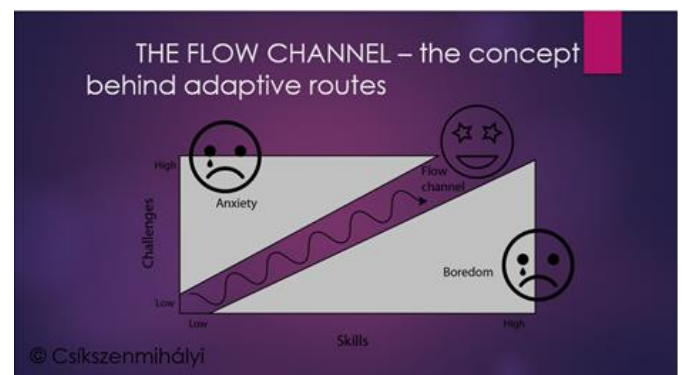 THE FLOW CHANNEL – the concept
behind adaptive routes
High
Anxiety
Flow
channel
Challenges
Boredom
Low
Low
High
Skills
© Csíkszenmihályi